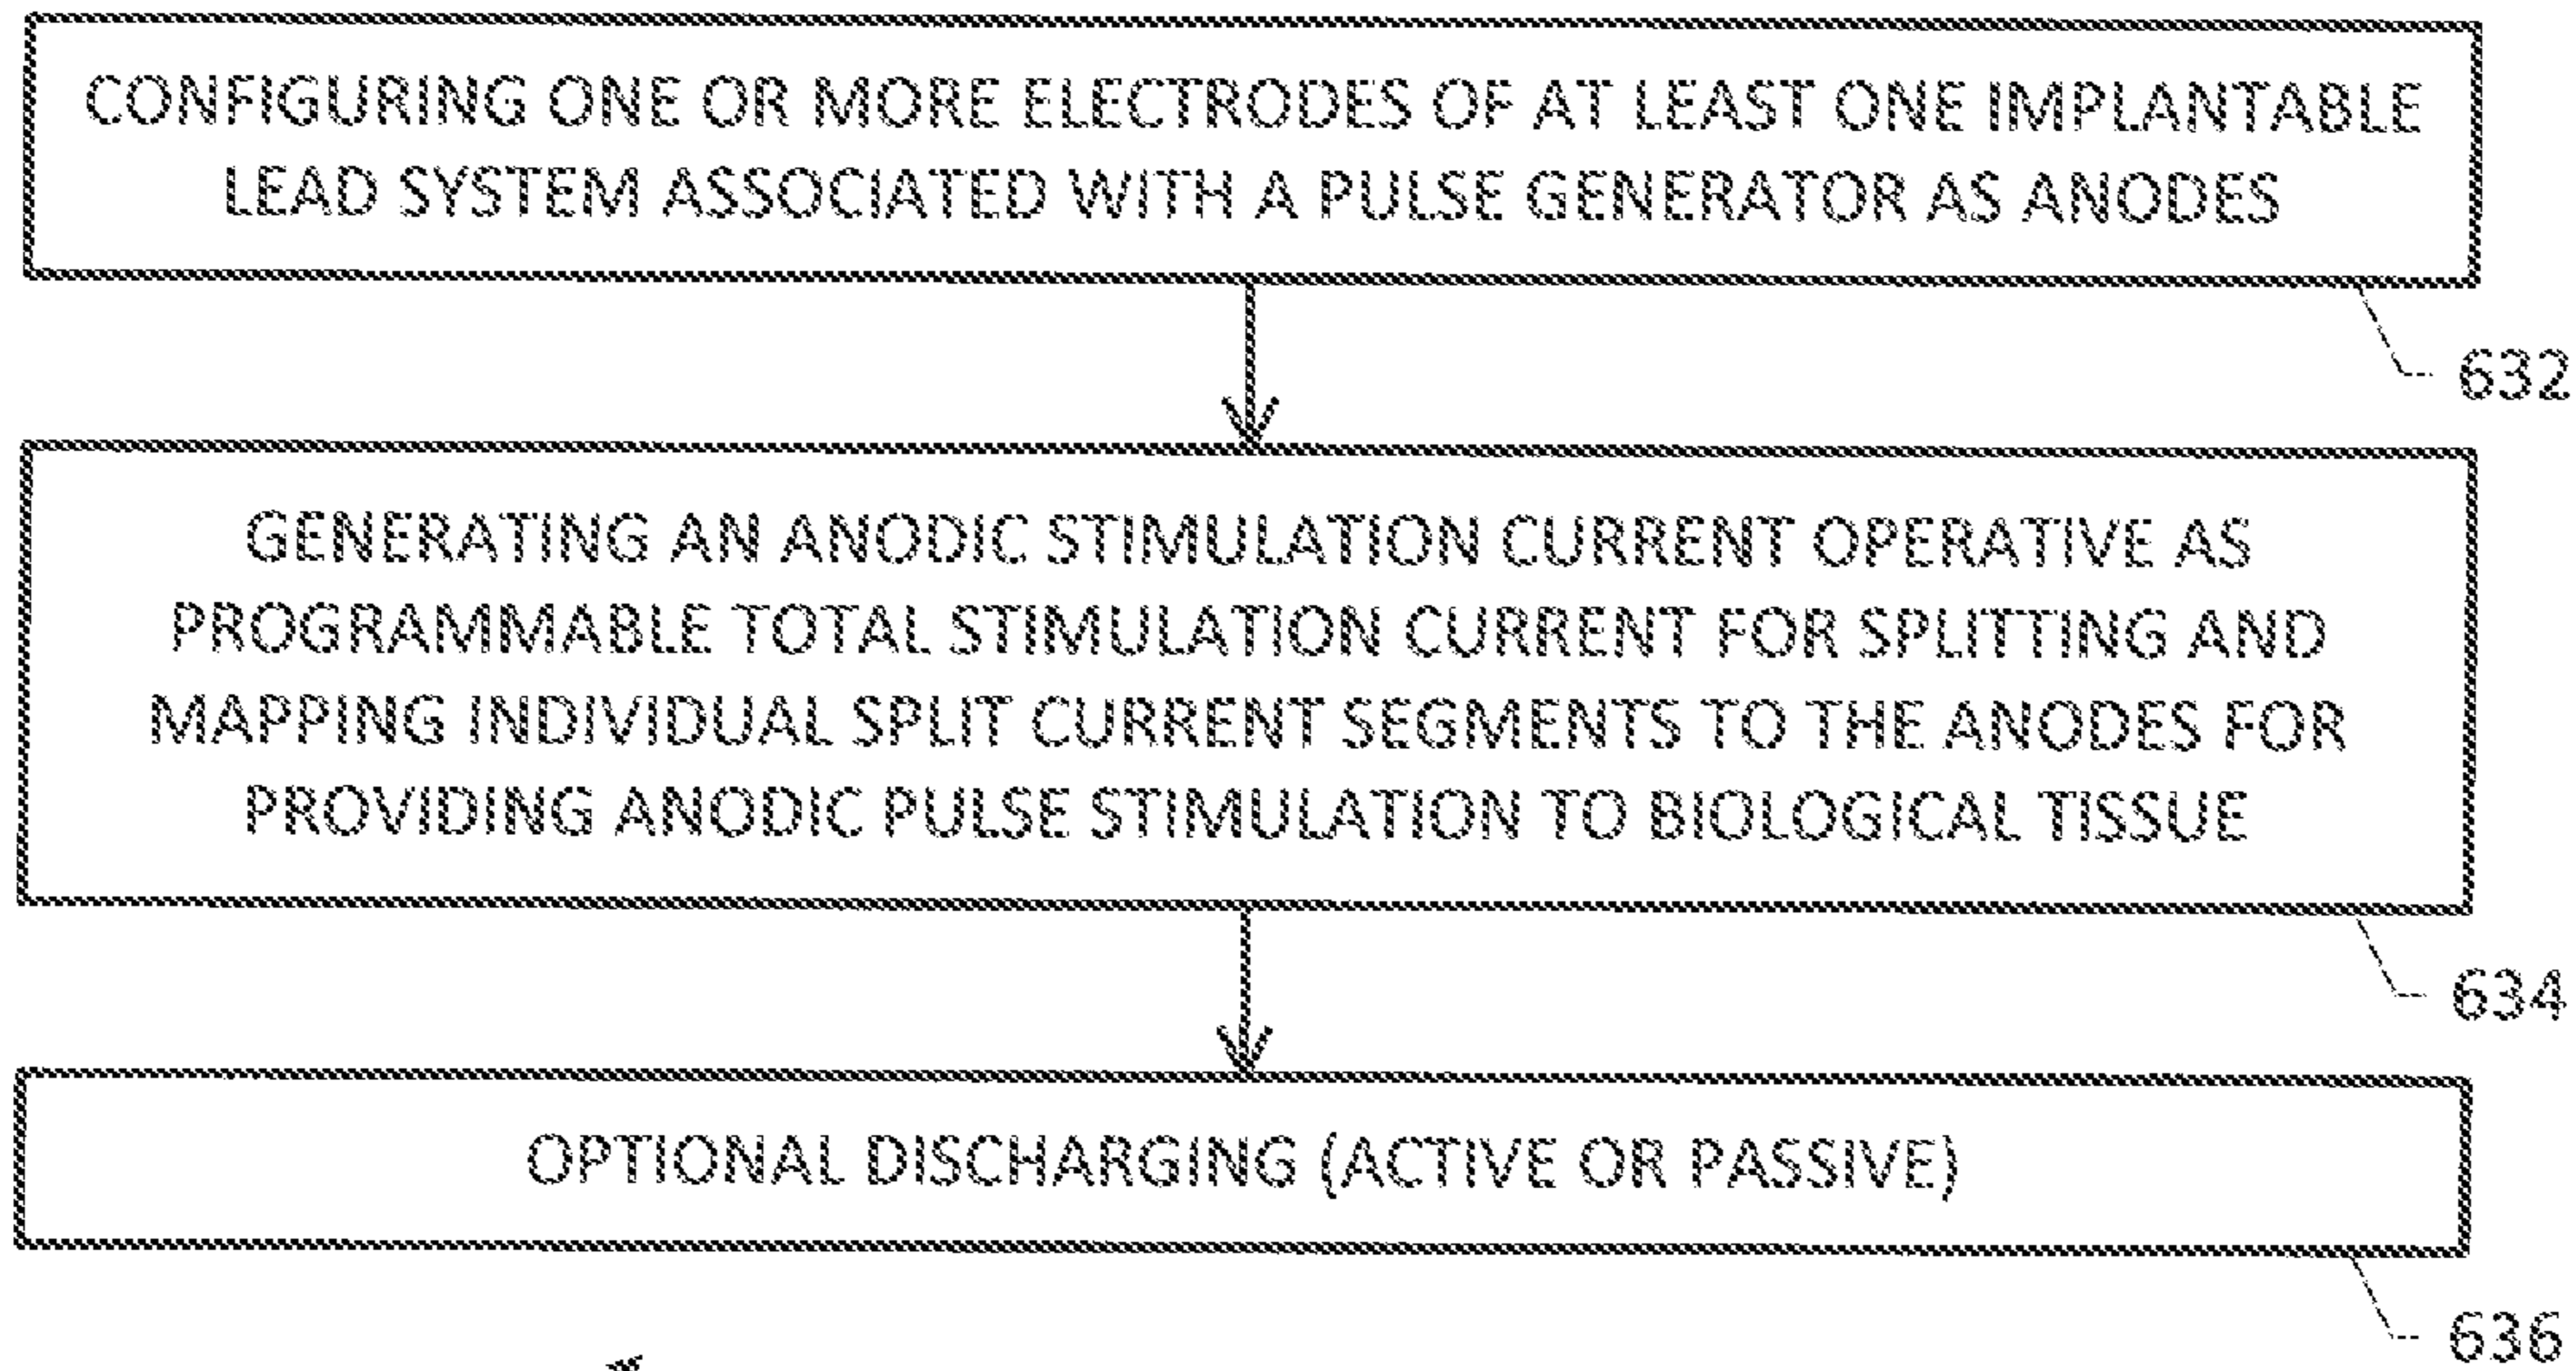 CONFIGURING ONE OR MORE ELECTRODES OF AT LEAST ONE IMPLANTABLE
LEAD SYSTEM ASSOCIATED WITH A PULSE GENERATOR AS ANODES
632
GENERATING AN ANODIC STIMULATION CURRENT OPERATIVE AS
PROGRAMMABLE TOTAL STIMULATION CURRENT FOR SPLITTING AND
MAPPING INDIVIDUAL SPLIT CURRENT SEGMENTS TO THE ANODES FOR
PROVIDING ANODIC PULSE STIMULATION TO BIOLOGICAL TISSUE
634
OPTIONAL DISCHARGING (ACTIVE OR PASSIVE)
636